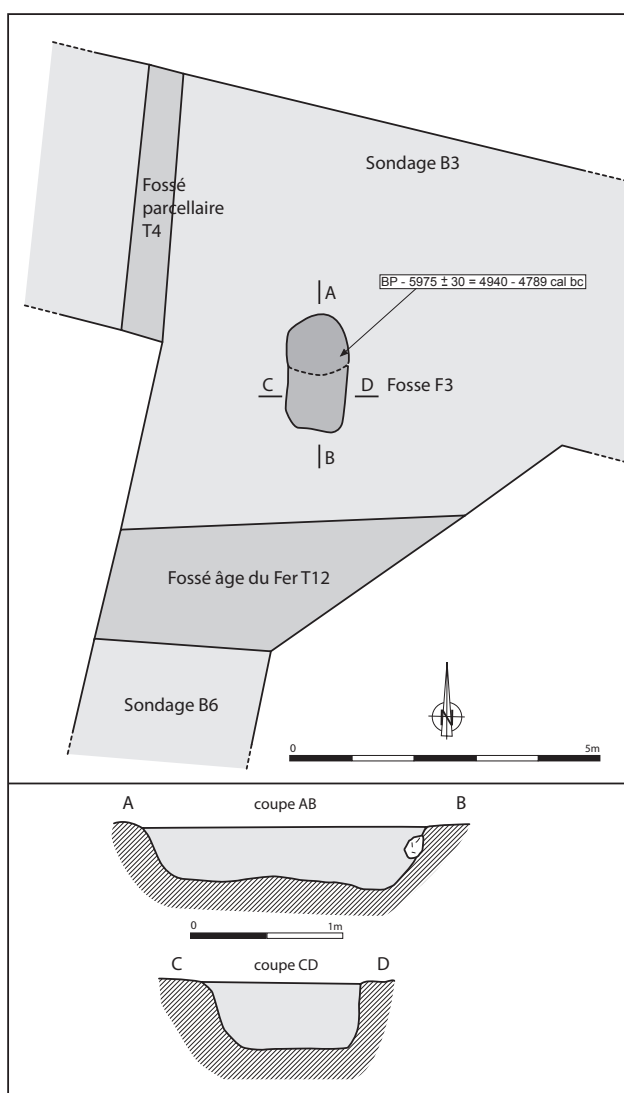 Sondage B3
Fossé
parcellaire
T4
BP - 5975 ± 30 = 4940 - 4789 cal bc
A
C
D
Fosse F3
B
Fossé âge du Fer T12
Sondage B6
N
0
5m
A
coupe AB
B
0
1m
C
coupe CD
D